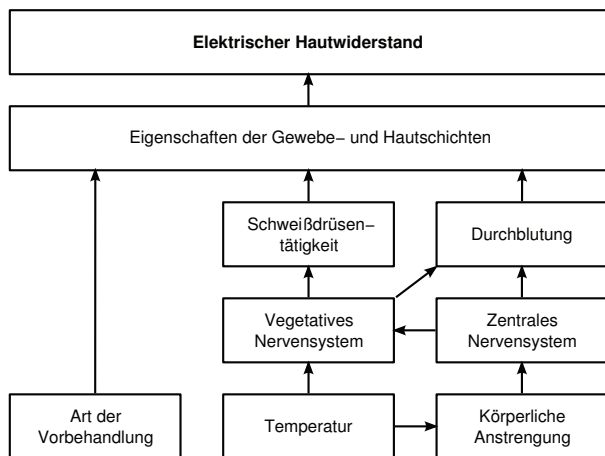 Elektrischer Hautwiderstand
Eigenschaften der Gewebe− und Hautschichten
Schweißdrüsen−
tätigkeit
Durchblutung
Vegetatives
Nervensystem
Zentrales
Nervensystem
Art der
Vorbehandlung
Temperatur
Körperliche
Anstrengung